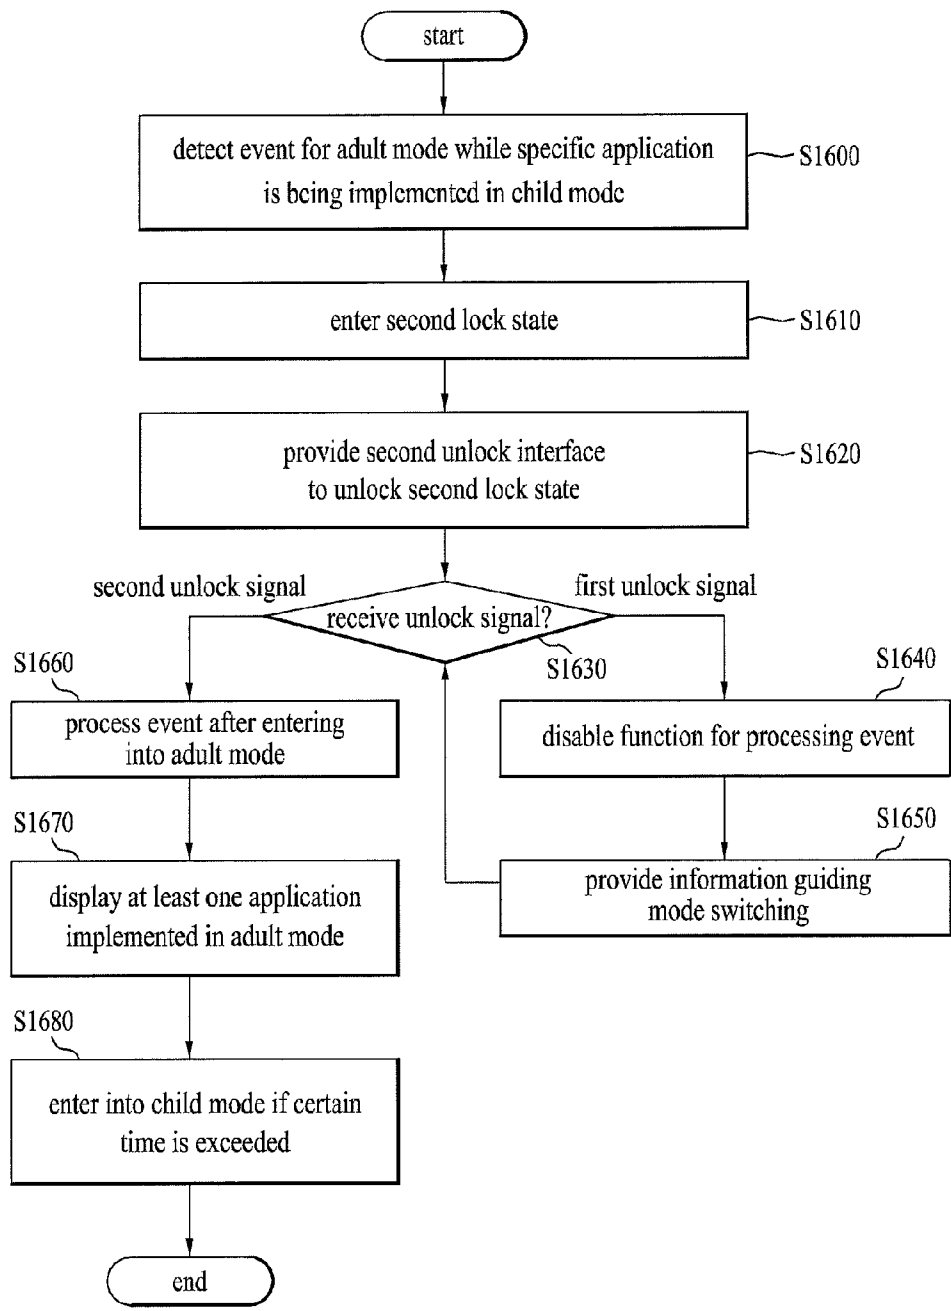 start
detect event for adult mode while specific application
is being implemented in child mode
S1600
enter second lock state
S1610
provide second unlock interface
to unlock second lock state
S1620
second unlock signal
first unlock signal
receive unlock signal?
S1630
S1660
process event after entering
into adult mode
S1640
disable function for processing event
S1670
display at least one application
implemented in adult mode
S1650
provide information guiding
mode switching
S1680
enter into child mode if certain
time is exceeded
end